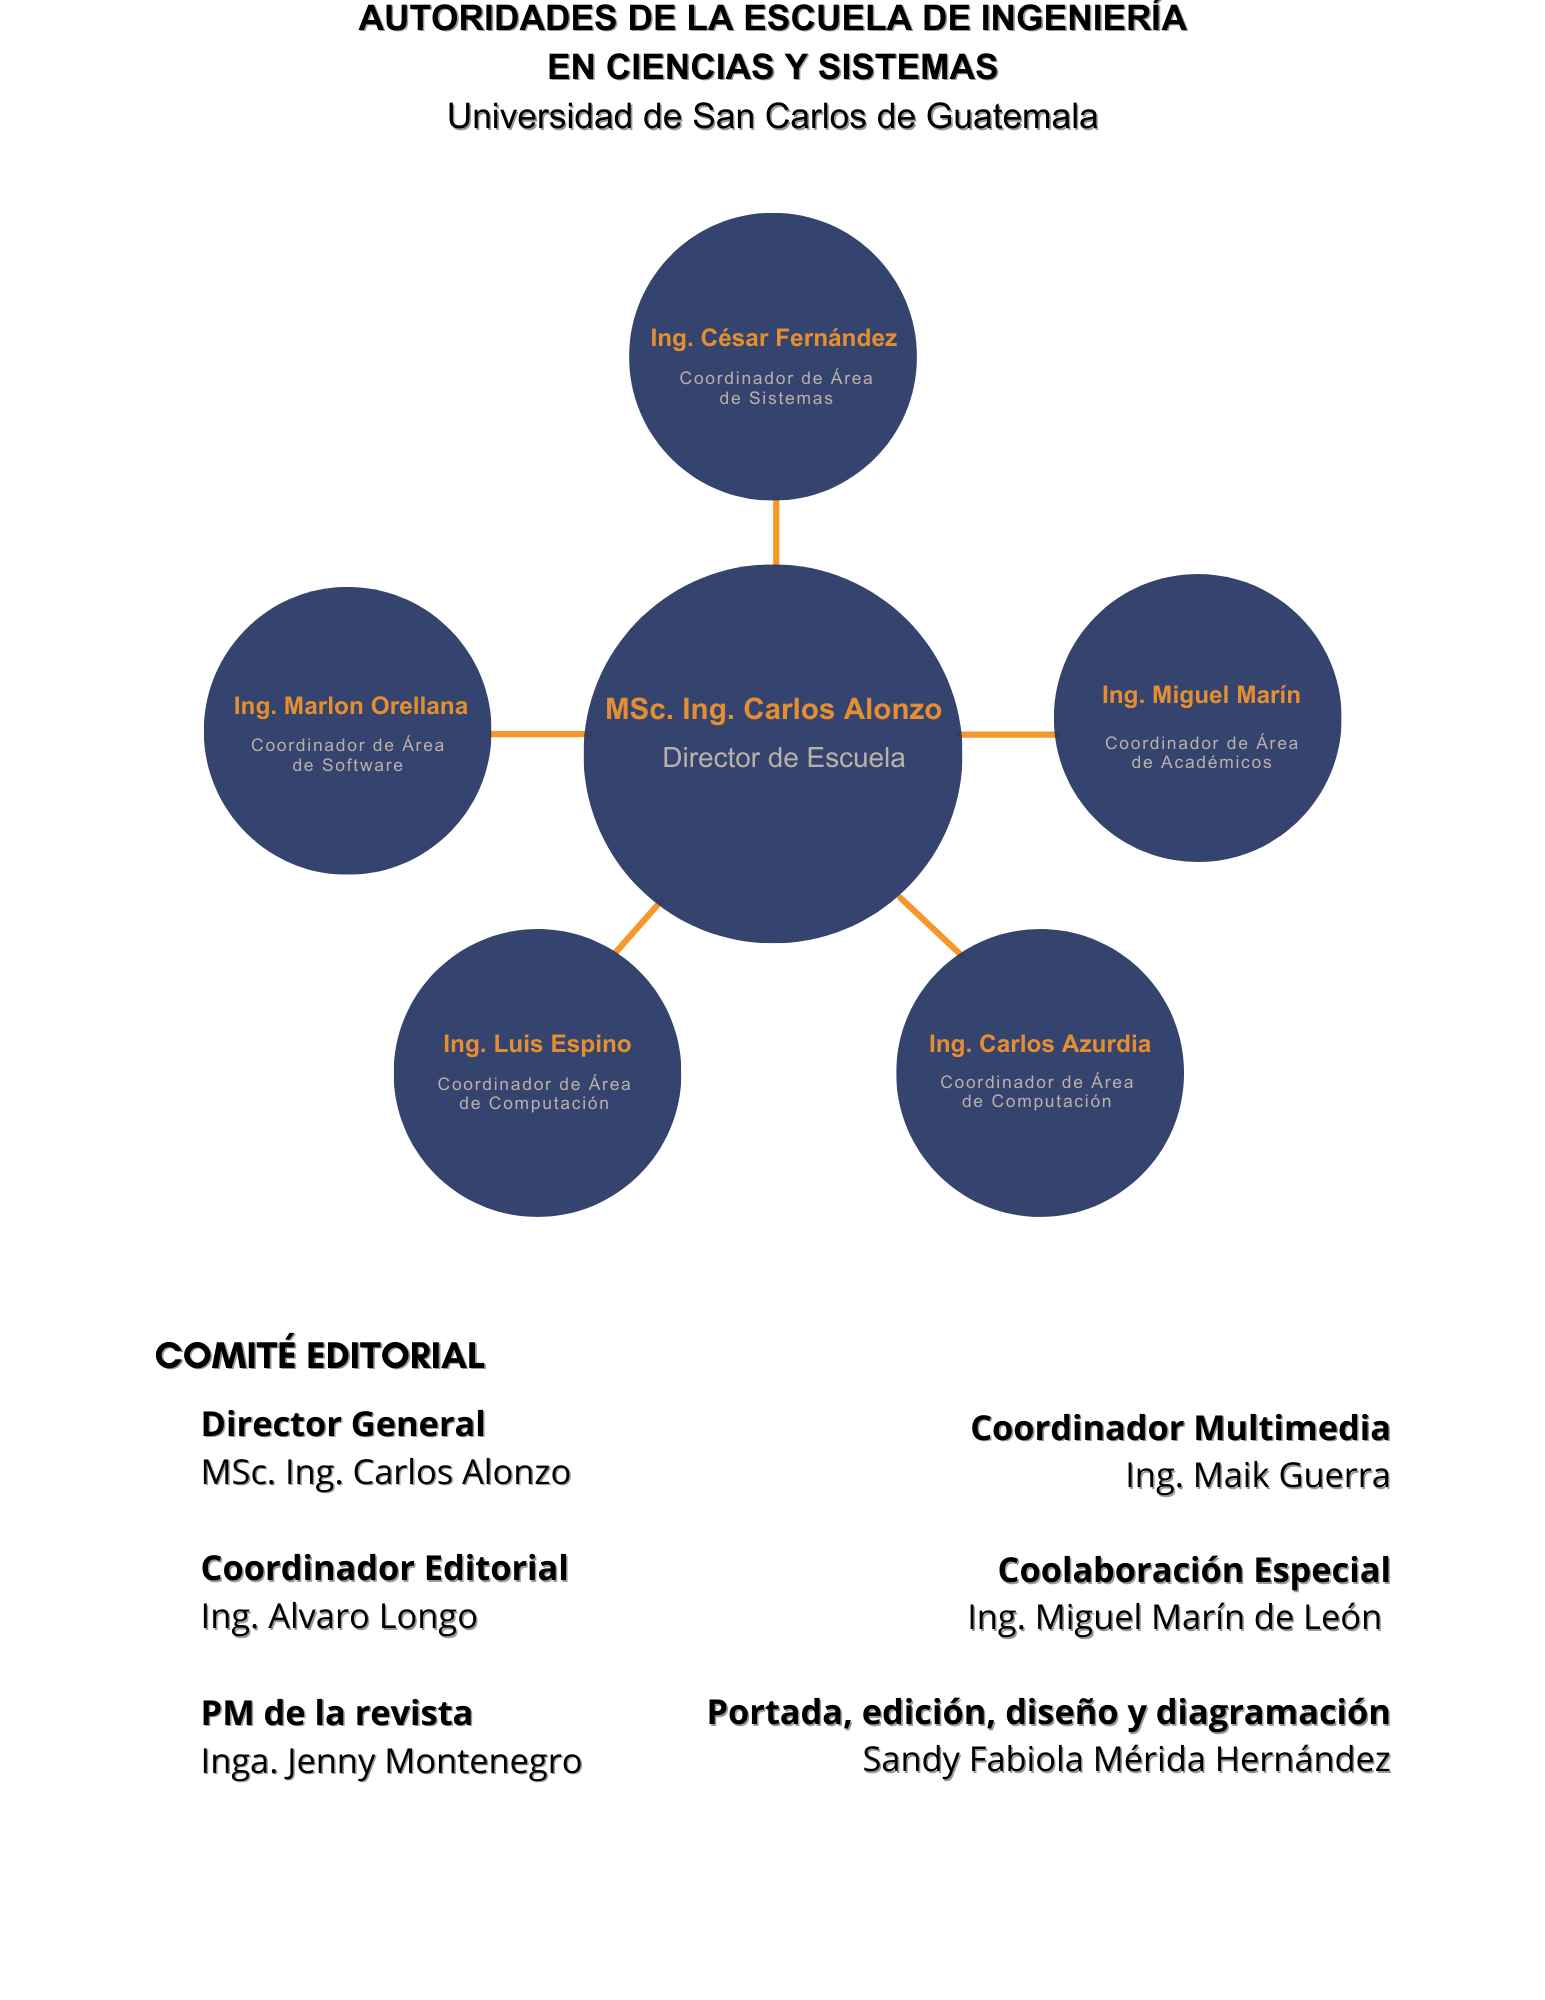 AUTORIDADES DE LA ESCUELA DE INGENIERÍA
EN CIENCIAS Y SISTEMAS
Universidad de San Carlos de Guatemala
Ing. César Fernández
Coordinador de Área
de Sistemas
Ing. Marlon Orellana
Coordinador de Área
de Software
MSc. Ing. Carlos Alonzo
Director de Escuela
Ing. Miguel Marín
Coordinador de Área
de Académicos
Ing. Luis Espino
Coordinador de Área
de Computación
Ing. Carlos Azurdia
Coordinador de Área
de Computación
COMITÉ EDITORIAL
Director General
MSc. Ing. Carlos Alonzo
Coordinador Editorial
Ing. Alvaro Longo
PM de la revista
Inga. Jenny Montenegro
Coordinador Multimedia
Ing. Maik Guerra
Coolaboración Especial
Ing. Miguel Marín de León
Portada, edición, diseño y diagramación
Sandy Fabiola Mérida Hernández